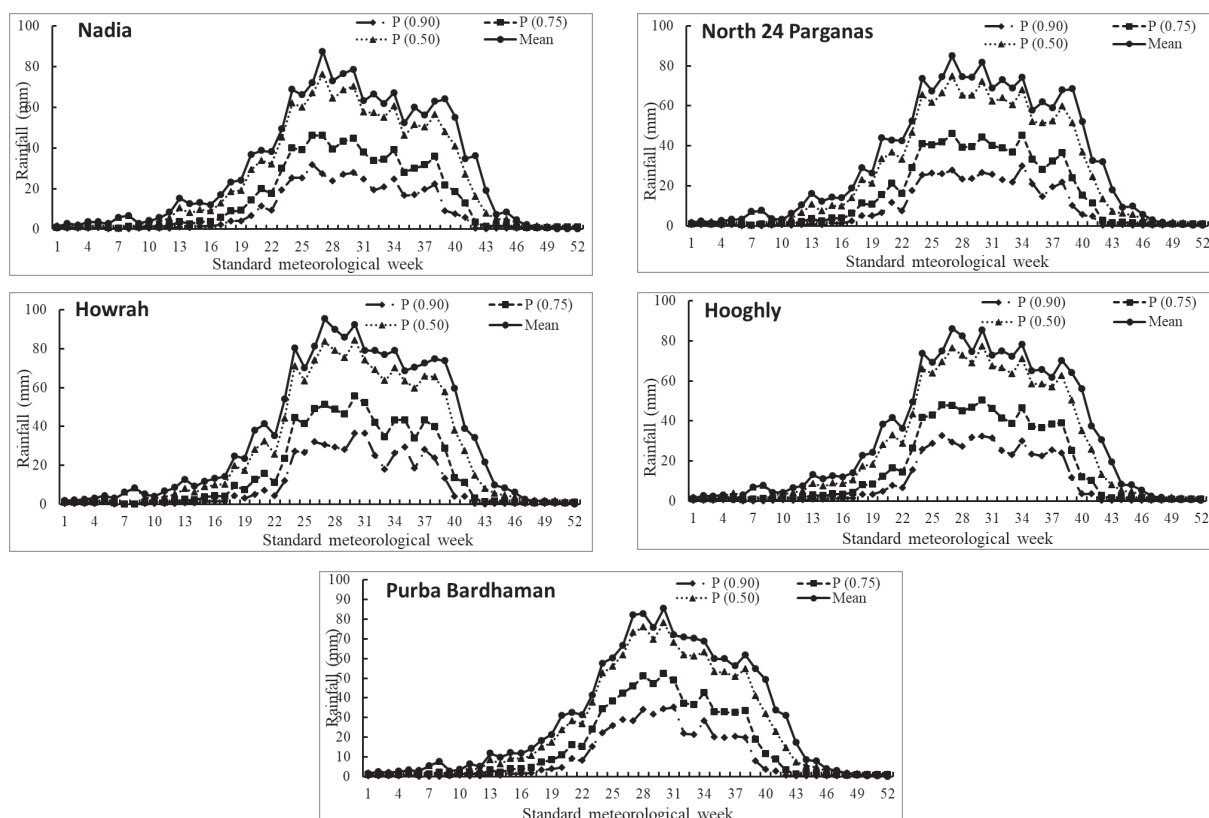 Nadia
P (0.90) P (0.75)
P (0.50) Mean
100
80
60
40
20
0
Rainfall (mm)
1 4 7 10 13 16 19 22 25 28 31 34 37 40 43 46 49 52
Standard meteorological week
North 24 Parganas
P (0.90) P (0.75)
P (0.50) Mean
100
80
60
40
20
0
Rainfall (mm)
1 4 7 10 13 16 19 22 25 28 31 34 37 40 43 46 49 52
Standard meteorological week
Howrah
P (0.90) P (0.75)
P (0.50) Mean
100
80
60
40
20
0
Rainfall (mm)
1 4 7 10 13 16 19 22 25 28 31 34 37 40 43 46 49 52
Standard meteorological week
Hooghly
P (0.90) P (0.75)
P (0.50) Mean
100
80
60
40
20
0
Rainfall (mm)
1 4 7 10 13 16 19 22 25 28 31 34 37 40 43 46 49 52
Standard meteorological week
Purba Bardhaman
P (0.90) P (0.75)
P (0.50) Mean
100
90
80
70
60
50
40
30
20
10
0
Rainfall (mm)
1 4 7 10 13 16 19 22 25 28 31 34 37 40 43 46 49 52
Standard meteorological week